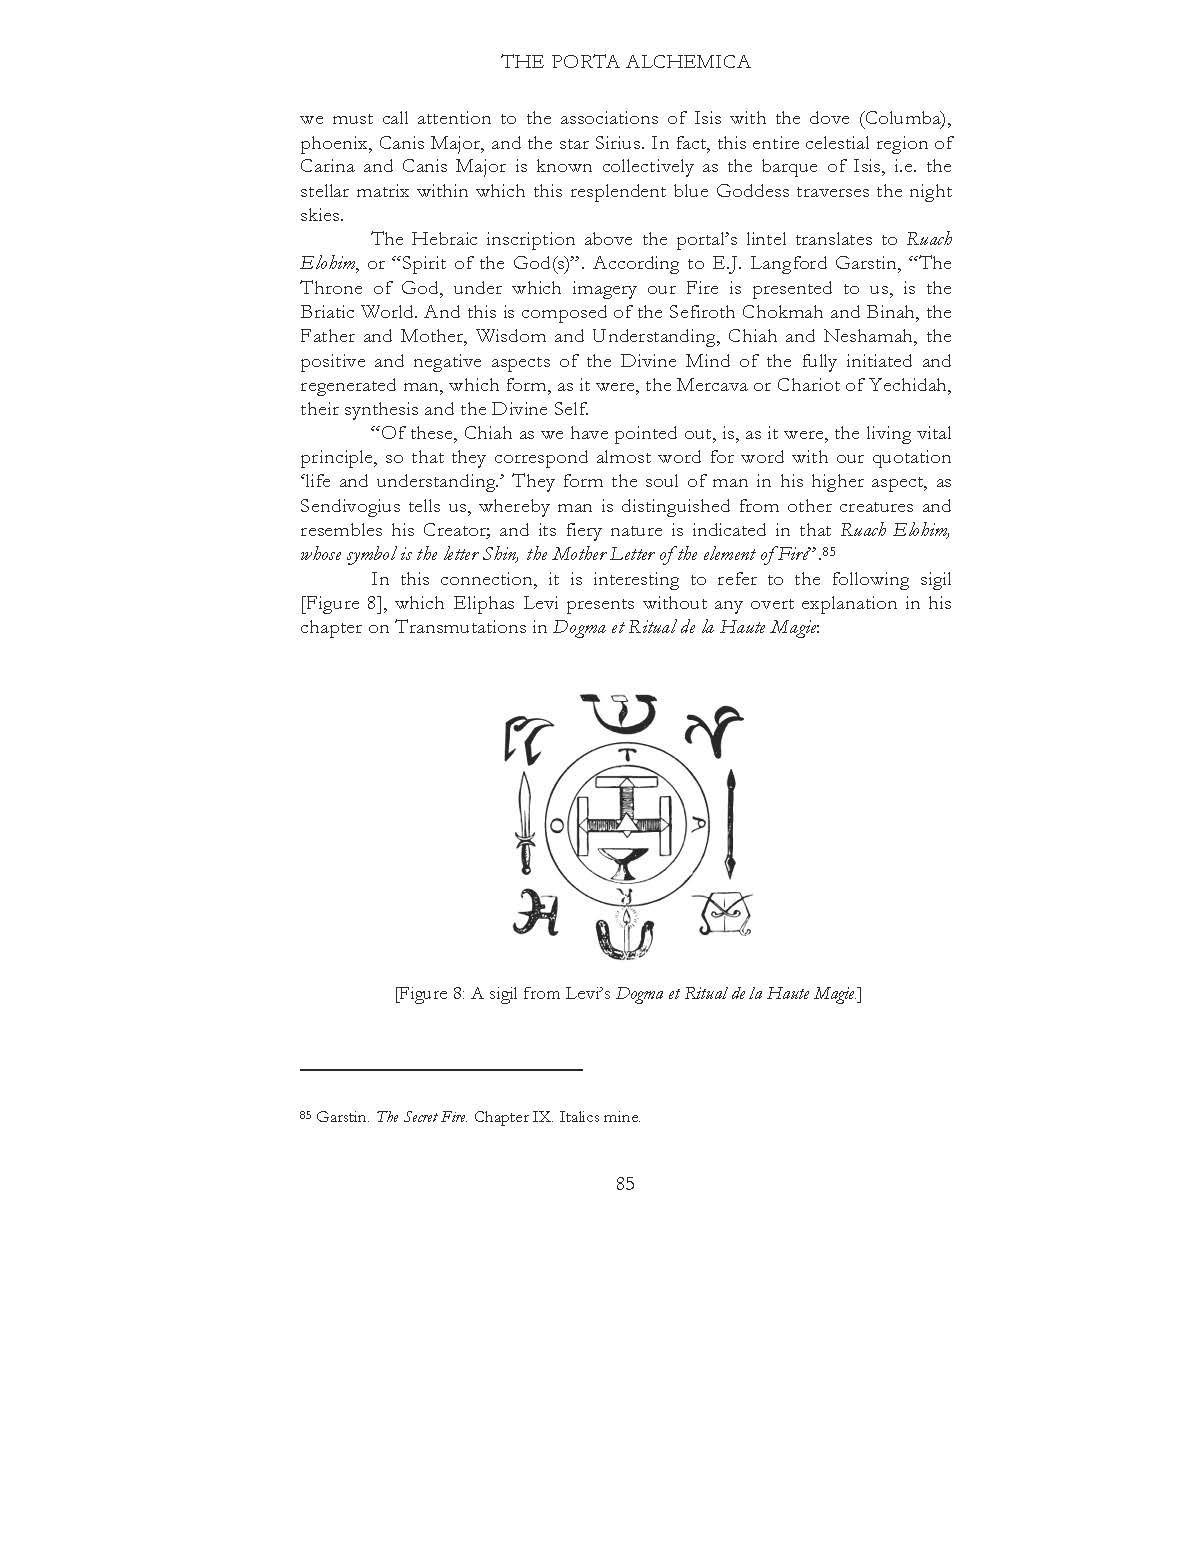 THE PORTA ALCHEMICA
we must call attention to the associations of Isis with the dove (Columba),
phoenix, Canis Major, and the star Sirius. In fact, this entire celestial region of
Carina and Canis Major is known collectively as the barque of Isis, i.e. the
stellar matrix within which this resplendent blue Goddess traverses the night
skies.
The Hebraic inscription above the portal’s lintel translates to Ruach
Elohim, or “Spirit of the God(s)”. According to E.J. Langford Garstin, “The
Throne of God, under which imagery our Fire is presented to us, is the
Briatic World. And this is composed of the Sefiroth Chokmah and Binah, the
Father and Mother, Wisdom and Understanding, Chiah and Neshamah, the
positive and negative aspects of the Divine Mind of the fully initiated and
regenerated man, which form, as it were, the Mercava or Chariot of Yechidah,
their synthesis and the Divine Self.
“Of these, Chiah as we have pointed out, is, as it were, the living vital
principle, so that they correspond almost word for word with our quotation
‘life and understanding.’ They form the soul of man in his higher aspect, as
Sendivogius tells us, whereby man is distinguished from other creatures and
resembles his Creator; and its fiery nature is indicated in that Ruach Elohim,
whose symbol is the letter Shin, the Mother Letter of the element of Fire”.85
In this connection, it is interesting to refer to the following sigil
[Figure 8], which Eliphas Levi presents without any overt explanation in his
chapter on Transmutations in Dogma et Ritual de la Haute Magie:
T
O A
R
[Figure 8: A sigil from Levi’s Dogma et Ritual de la Haute Magie.]
85 Garstin. The Secret Fire. Chapter IX. Italics mine.
85